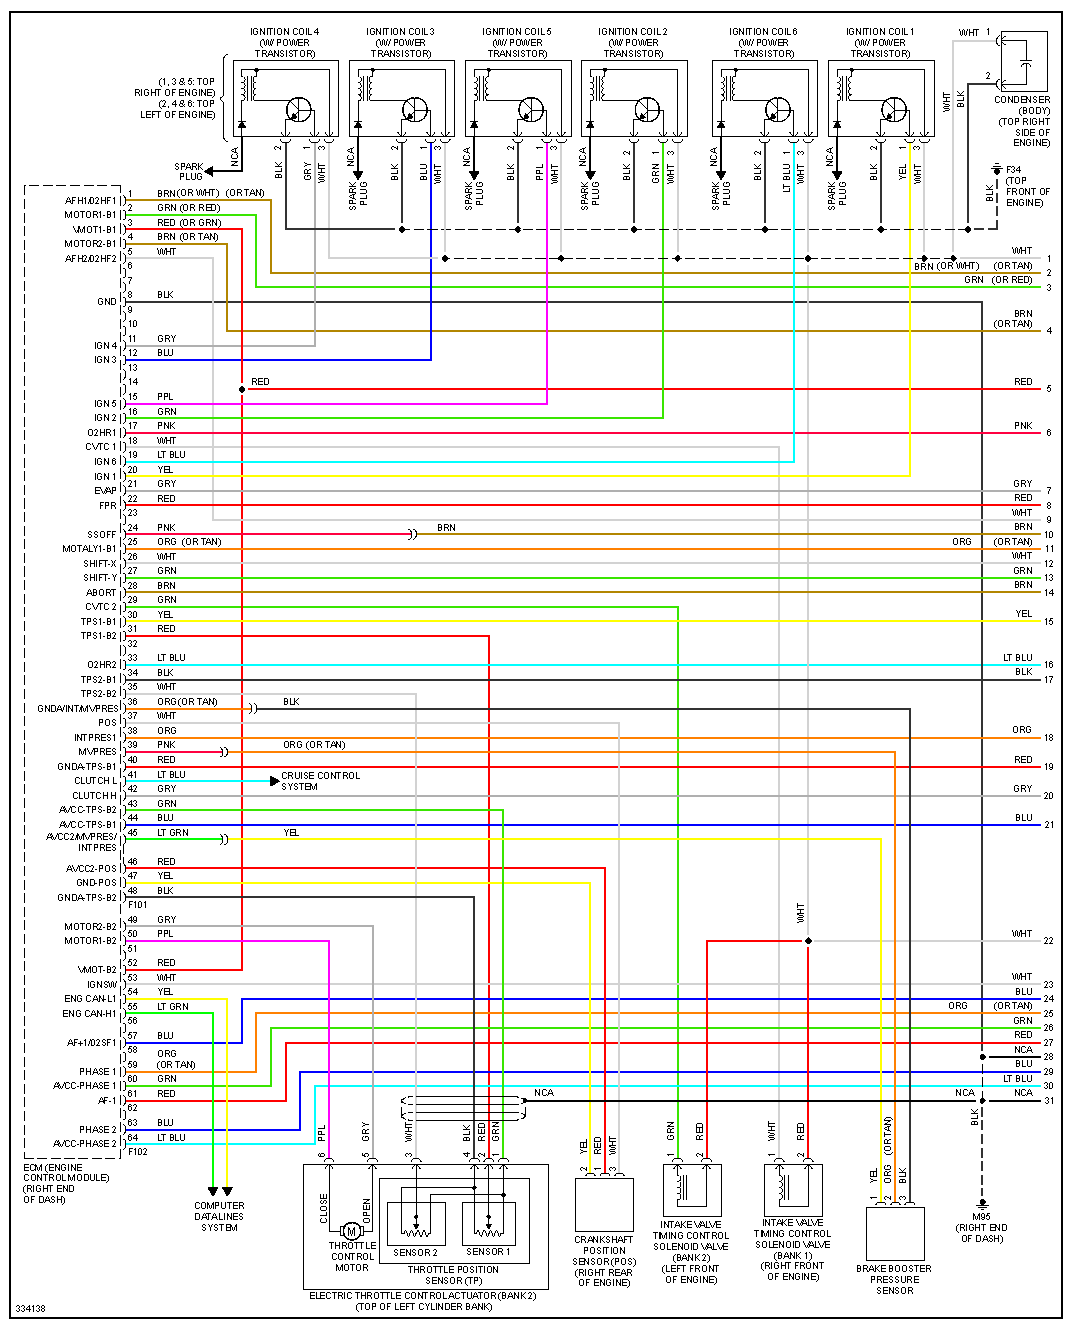 IGNITION COIL 4
(W/ POWER
TRANSISTOR)
IGNITION COIL 3
(W/ POWER
TRANSISTOR)
IGNITION COIL 5
(W/ POWER
TRANSISTOR)
IGNITION COIL 2
(W/ POWER
TRANSISTOR)
IGNITION COIL 6
(W/ POWER
TRANSISTOR)
IGNITION COIL 1
(W/ POWER
TRANSISTOR)
WHT 1
2
WHT
BLK
CONDENSER
(BODY)
(TOP RIGHT
SIDE OF
ENGINE)
(1, 3 & 5: TOP
RIGHT OF ENGINE)
(2, 4 & 6: TOP
LEFT OF ENGINE)
NCA
2 1 3
BLK GRY WHT
SPARK
PLUG
NCA
2 1 3
BLK BLU WHT
SPARK
PLUG
NCA
2 1 3
BLK PPL WHT
SPARK
PLUG
NCA
2 1 3
BLK GRN WHT
SPARK
PLUG
NCA
2 1 3
BLK LT BLU WHT
SPARK
PLUG
NCA
2 1 3
BLK YEL WHT
SPARK
PLUG
BLK
F34
(TOP
FRONT OF
ENGINE)
AFH1/02HF1 1 BRN (OR WHT) (OR TAN)
MOTOR1-B1 2 GRN (OR RED)
VMOT1-B1 3 RED (OR GRN)
MOTOR2-B1 4 BRN (OR TAN)
AFH2/02HF2 5 WHT
6
7
GND 8 BLK
9
10
IGN 4 11 GRY
IGN 3 12 BLU
13
14
RED
IGN 5 15 PPL
IGN 2 16 GRN
O2HR1 17 PNK
CVTC 1 18 WHT
IGN 6 19 LT BLU
IGN 1 20 YEL
EVAP 21 GRY
FPR 22 RED
23
SSOFF 24 PNK BRN
MOTALY1-B1 25 ORG (OR TAN)
SHIFT-X 26 WHT
SHIFT-Y 27 GRN
ABORT 28 BRN
CVTC 2 29 GRN
TPS1-B1 30 YEL
TPS1-B2 31 RED
32
O2HR2 33 LT BLU
TPS2-B1 34 BLK
TPS2-B2 35 WHT
GNDA/INT/MVPRES 36 ORG (OR TAN) BLK
POS 37 WHT
INTPRES1 38 ORG
MVPRES 39 PNK ORG (OR TAN)
GNDA-TPS-B1 40 RED
CLUTCH L 41 LT BLU
CRUISE CONTROL
SYSTEM
CLUTCH H 42 GRY
AVCC-TPS-B2 43 GRN
AVCC-TPS-B1 44 BLU
AVCC2/MVPRES/
INTPRES 45 LT GRN YEL
AVCC2-POS 46 RED
GND-POS 47 YEL
GNDA-TPS-B2 48 BLK
F101
MOTOR2-B2 49 GRY
MOTOR1-B2 50 PPL
51
VMOT-B2 52 RED
IGNSW 53 WHT
ENG CAN-L1 54 YEL
ENG CAN-H1 55 LT GRN
56
AF+1/02SF1 57 BLU
58
PHASE 1 59 ORG
(OR TAN)
AVCC-PHASE 1 60 GRN
AF-1 61 RED
62
PHASE 2 63 BLU
AVCC-PHASE 2 64 LT BLU
F102
ECM (ENGINE
CONTROL MODULE)
(RIGHT END
OF DASH)
WHT 1
BRN (OR WHT) (OR TAN) 2
GRN (OR RED) 3
BRN
(OR TAN) 4
RED 5
PNK 6
GRY 7
RED 8
WHT 9
BRN 10
ORG (OR TAN) 11
WHT 12
GRN 13
BRN 14
YEL 15
LT BLU 16
BLK 17
ORG 18
RED 19
GRY 20
BLU 21
WHT
WHT 22
WHT 23
BLU 24
ORG (OR TAN) 25
GRN 26
RED 27
NCA 28
BLU 29
LT BLU 30
NCA
NCA 31
BLK
COMPUTER
DATA LINES
SYSTEM
PPL 6
GRY 5
WHT 3
BLK 4
RED 2
GRN 1
CLOSE
OPEN
M
THROTTLE
CONTROL
MOTOR
SENSOR 2
SENSOR 1
THROTTLE POSITION
SENSOR (TP)
ELECTRIC THROTTLE CONTROL ACTUATOR (BANK 2)
(TOP OF LEFT CYLINDER BANK)
YEL 2
RED 1
WHT 3
CRANKSHAFT
POSITION
SENSOR (POS)
(RIGHT REAR
OF ENGINE)
GRN 1
RED 2
INTAKE VALVE
TIMING CONTROL
SOLENOID VALVE
(BANK 2)
(LEFT FRONT
OF ENGINE)
WHT 1
RED 2
INTAKE VALVE
TIMING CONTROL
SOLENOID VALVE
(BANK 1)
(RIGHT FRONT
OF ENGINE)
YEL 1
ORG (OR TAN) 2
BLK 3
BRAKE BOOSTER
PRESSURE
SENSOR
M95
(RIGHT END
OF DASH)
334138